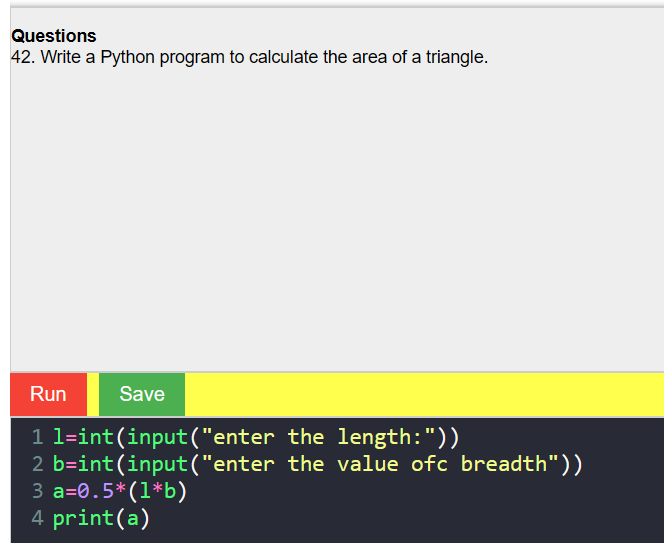 Questions
42. Write a Python program to calculate the area of a triangle.
Run Save
1 l=int(input("enter the length:"))
2 b=int(input("enter the value ofc breadth"))
3 a=0.5*(l*b)
4 print(a)